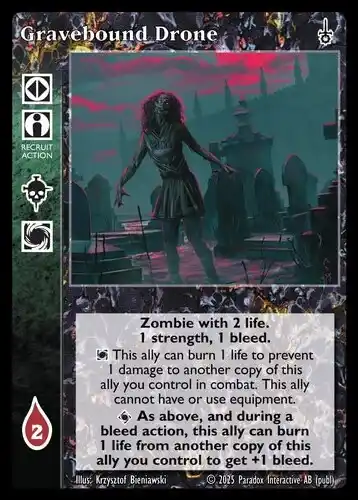 Gravebound Drone
RECRUIT
ACTION
Zombie with 2 life.
1 strength, 1 bleed.
This ally can burn 1 life to prevent
1 damage to another copy of this
ally you control in combat. This ally
cannot have or use equipment.
As above, and during a
bleed action, this ally can burn
1 life from another copy of this
ally you control to get +1 bleed.
2
Illus: Krzysztof Bieniawski
© 2025 Paradox Interactive AB (publ)